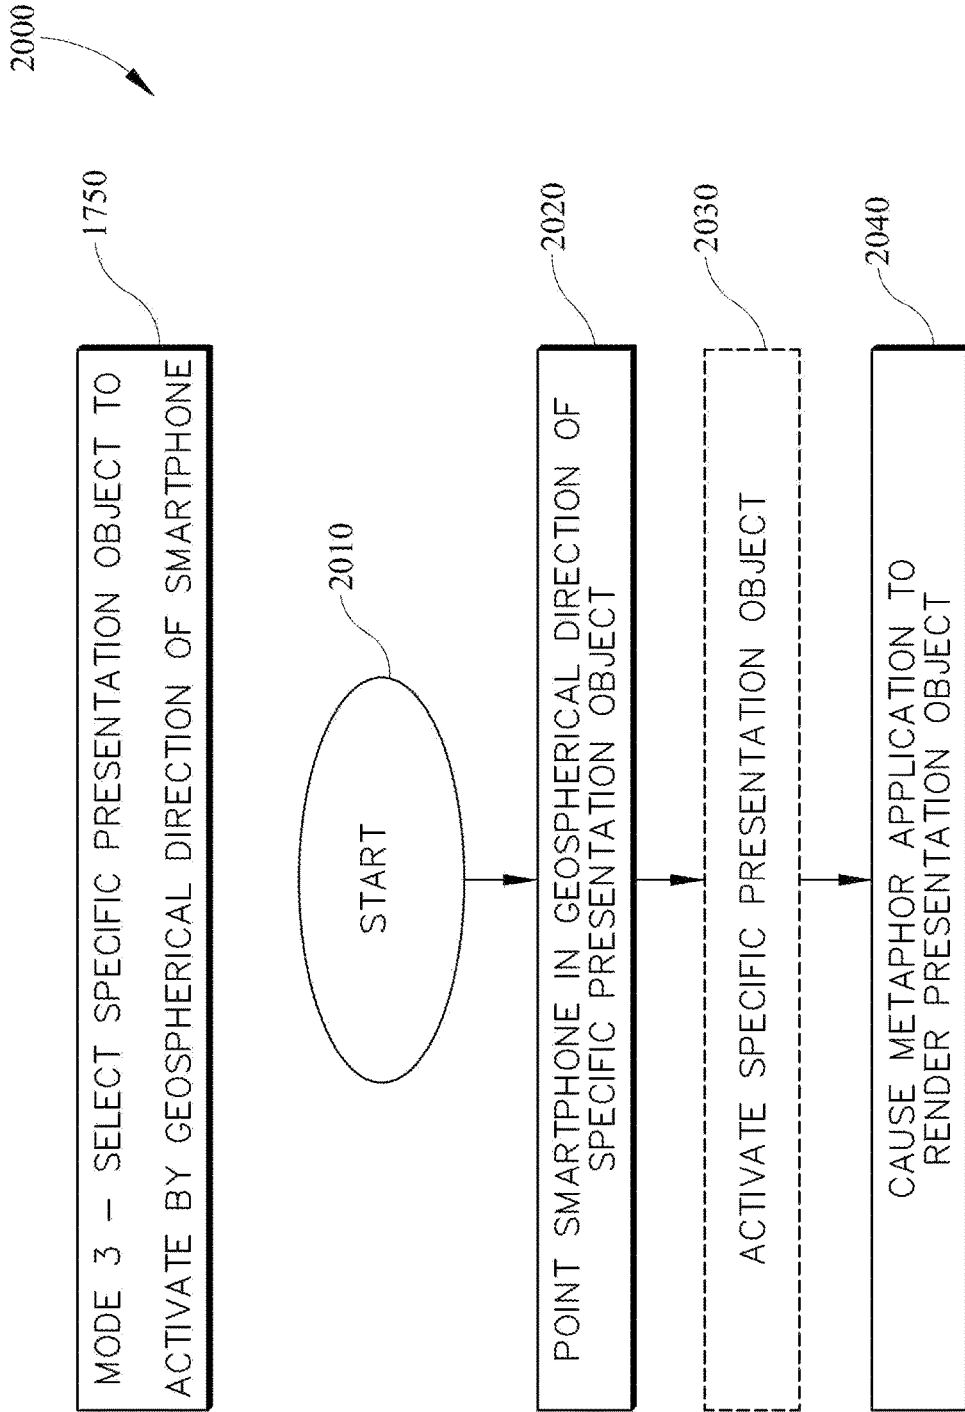 2000
MODE 3 – SELECT SPECIFIC PRESENTATION OBJECT TO
ACTIVATE BY GEOSPHERICAL DIRECTION OF SMARTPHONE
1750
START
2010
POINT SMARTPHONE IN GEOSPHERICAL DIRECTION OF
SPECIFIC PRESENTATION OBJECT
2020
ACTIVATE SPECIFIC PRESENTATION OBJECT
2030
CAUSE METAPHOR APPLICATION TO
RENDER PRESENTATION OBJECT
2040